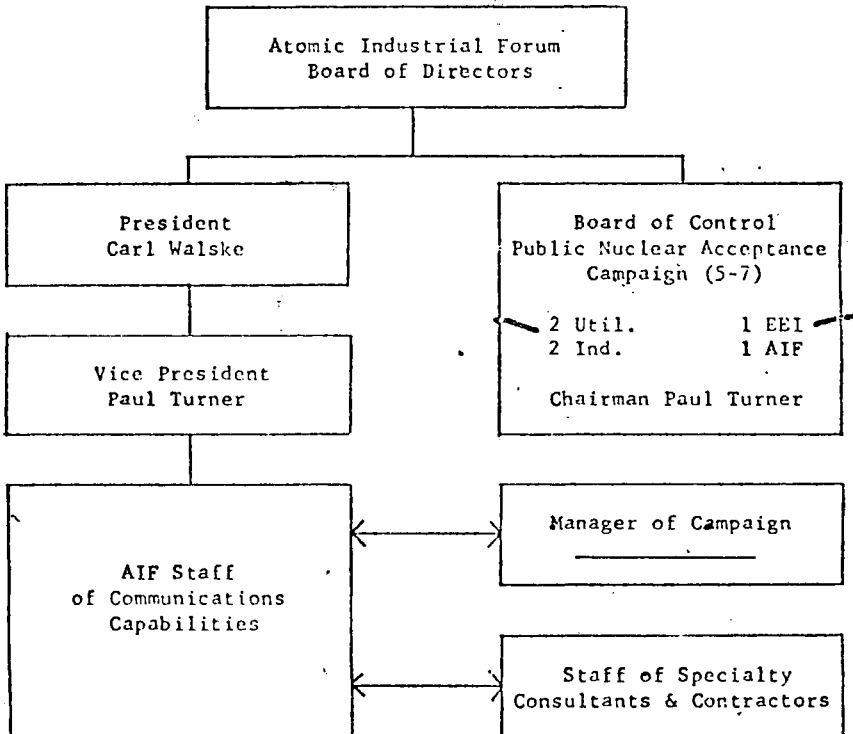 Atomic Industrial Forum
Board of Directors
President
Carl Walske
Board of Control
Public Nuclear Acceptance
Campaign (5-7)
2 Util. 1 EEI
2 Ind. 1 AIF
Chairman Paul Turner
Vice President
Paul Turner
AIF Staff
of Communications
Capabilities
Manager of Campaign
Staff of Specialty
Consultants & Contractors